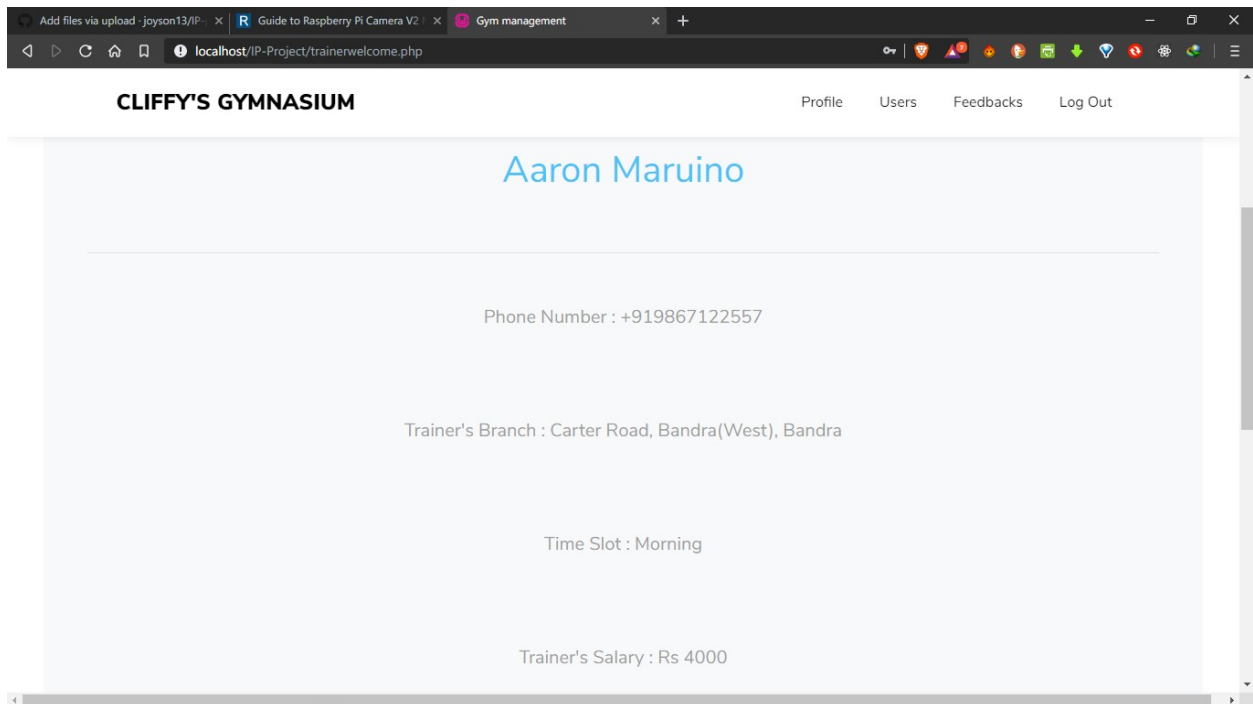 Add files via upload · joyson13/IP-
Guide to Raspberry Pi Camera V2
Gym management
localhost/IP-Project/trainerwelcome.php
CLIFFY'S GYMNASIUM
Profile Users Feedbacks Log Out
Aaron Maruino
Phone Number : +919867122557
Trainer's Branch : Carter Road, Bandra(West), Bandra
Time Slot : Morning
Trainer's Salary : Rs 4000